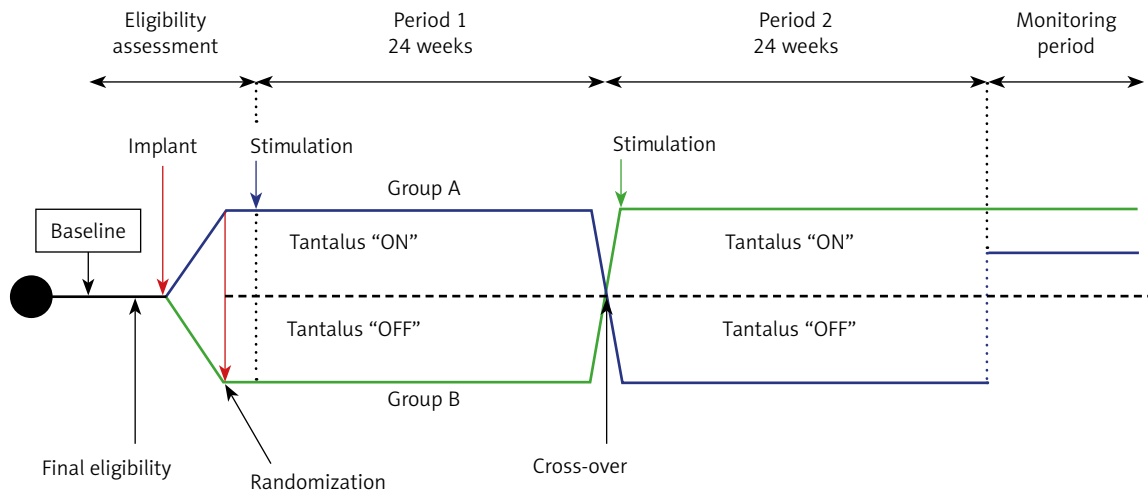 Eligibility
assessment
Period 1
24 weeks
Period 2
24 weeks
Monitoring
period
Implant
Stimulation
Stimulation
Group A
Baseline
Tantalus “ON”
Tantalus “ON”
Tantalus “OFF”
Tantalus “OFF”
Group B
Final eligibility
Randomization
Cross-over